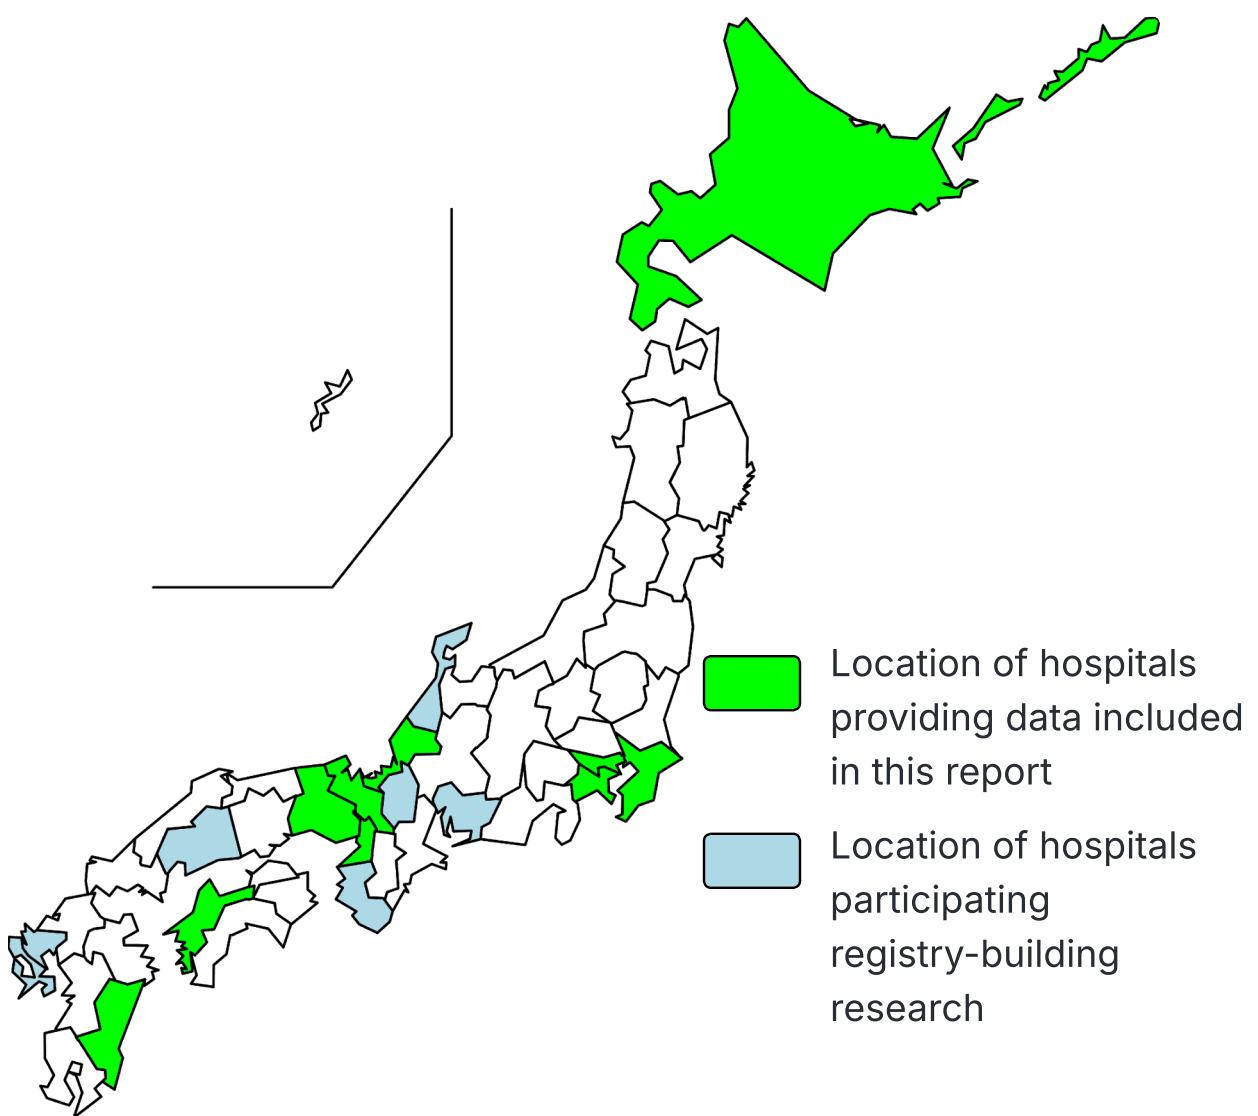 Location of hospitals
providing data included
in this report
Location of hospitals
participating
registry-building
research